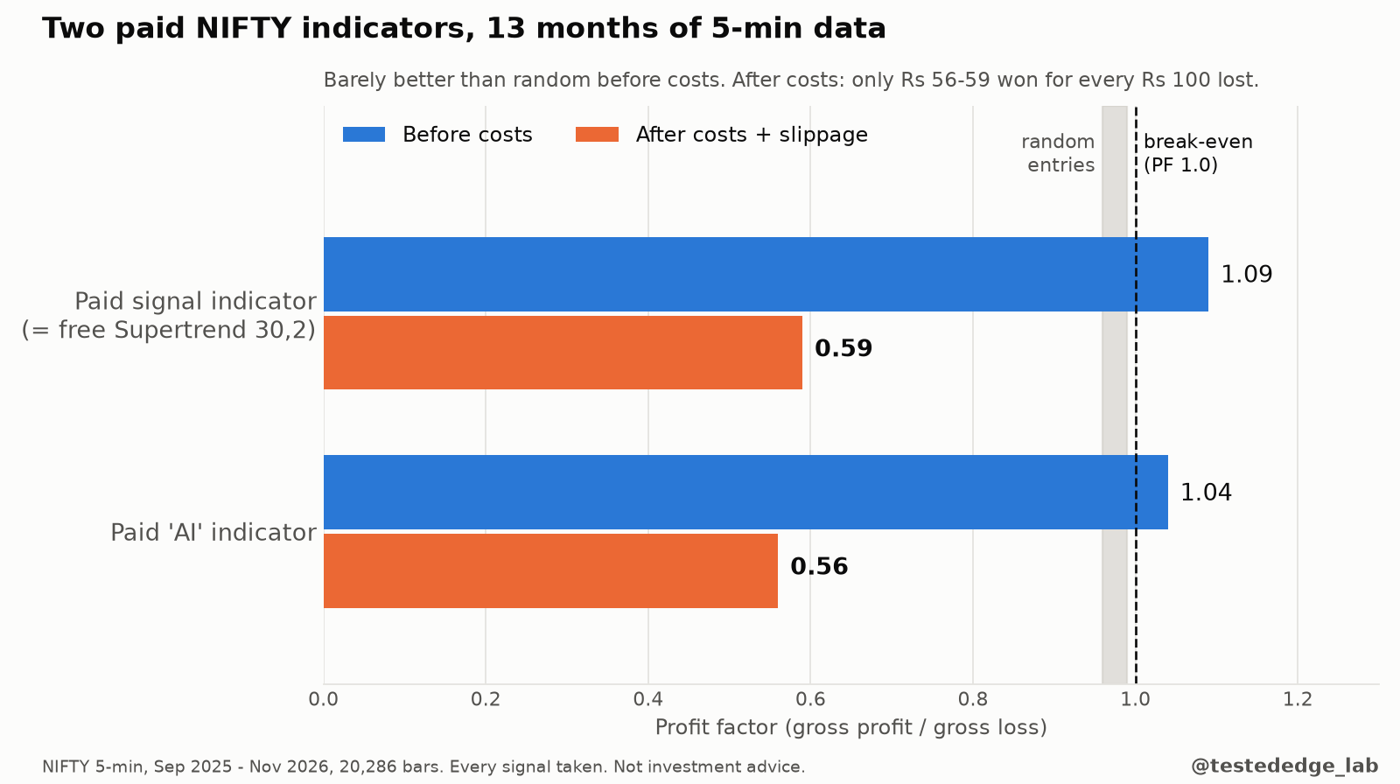 Two paid NIFTY indicators, 13 months of 5-min data
Barely better than random before costs. After costs: only Rs 56-59 won for every Rs 100 lost.
Before costs
After costs + slippage
random
entries
break-even
(PF 1.0)
Paid signal indicator
(= free Supertrend 30,2)
1.09
0.59
Paid 'AI' indicator
1.04
0.56
0.0 0.2 0.4 0.6 0.8 1.0 1.2
Profit factor (gross profit / gross loss)
NIFTY 5-min, Sep 2025 - Nov 2026, 20,286 bars. Every signal taken. Not investment advice.
@testededge_lab